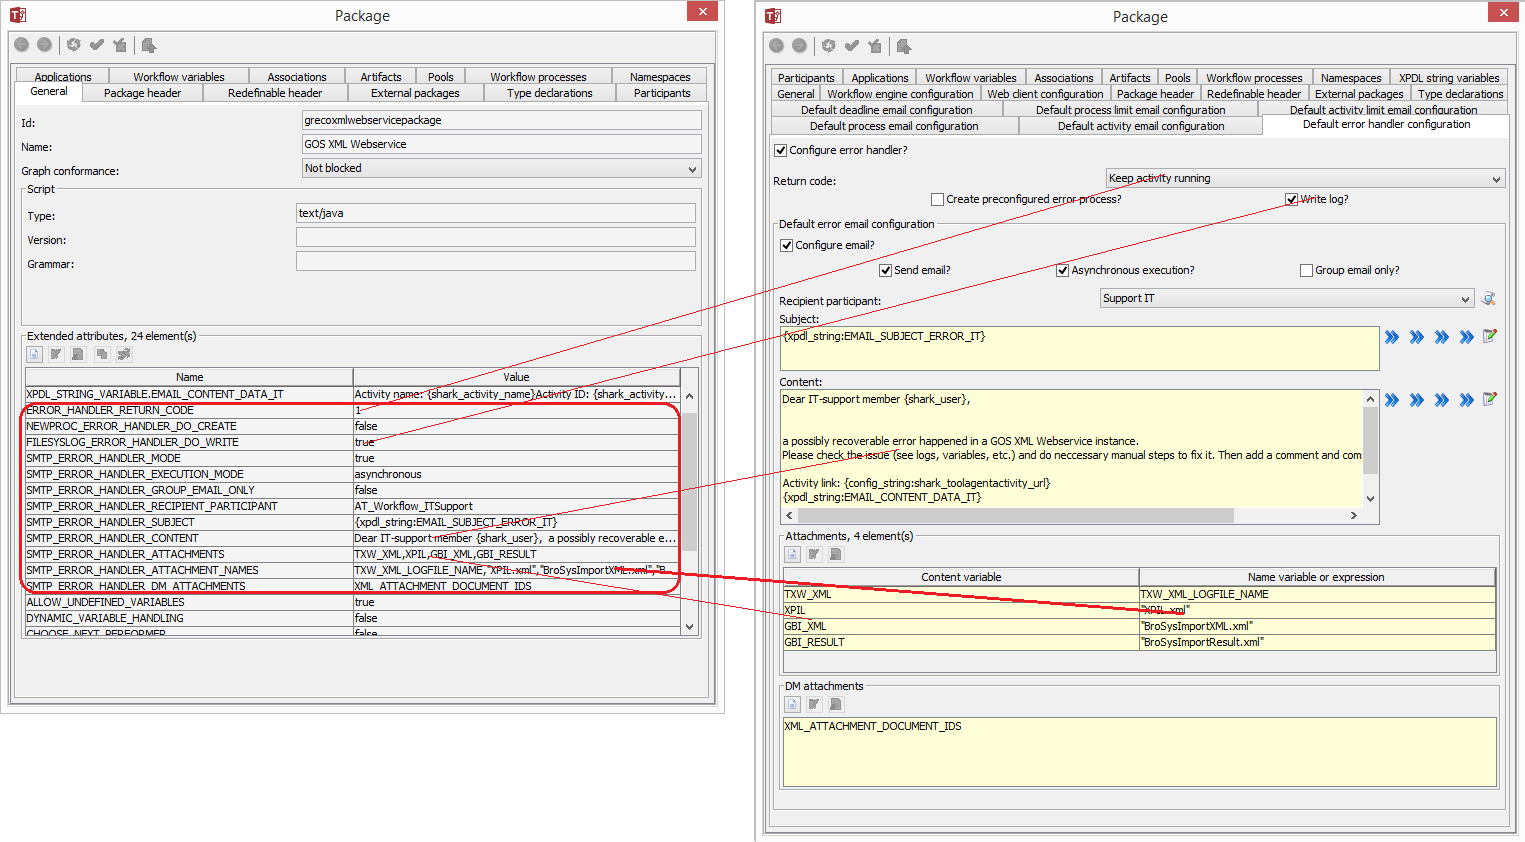 Package
Applications Workflow variables Associations Artifacts Pools Workflow processes Namespaces
General Package header Redefinable header External packages Type declarations Participants
Id: grecoxmlwebservicepackage
Name: GOS XML Webservice
Graph conformance: Not blocked
Script
Type: text/java
Version:
Grammar:
Extended attributes, 24 element(s)
Name Value
XPDL_STRING_VARIABLE.EMAIL_CONTENT_DATA_IT Activity name: {shark_activity_name}Activity ID: {shark_activity...
ERROR_HANDLER_RETURN_CODE 1
NEWPROC_ERROR_HANDLER_DO_CREATE false
FILESYSLOG_ERROR_HANDLER_DO_WRITE true
SMTP_ERROR_HANDLER_MODE true
SMTP_ERROR_HANDLER_EXECUTION_MODE asynchronous
SMTP_ERROR_HANDLER_GROUP_EMAIL_ONLY false
SMTP_ERROR_HANDLER_RECIPIENT_PARTICIPANT AT_Workflow_ITSupport
SMTP_ERROR_HANDLER_SUBJECT {xpdl_string:EMAIL_SUBJECT_ERROR_IT}
SMTP_ERROR_HANDLER_CONTENT Dear IT-support member {shark_user}, a possibly recoverable e...
SMTP_ERROR_HANDLER_ATTACHMENTS TXW_XML,XPIL,GBI_XML,GBI_RESULT
SMTP_ERROR_HANDLER_ATTACHMENT_NAMES TXW_XML_LOGFILE_NAME,"XPIL.xml","BroSysImportXML.xml","B...
SMTP_ERROR_HANDLER_DM_ATTACHMENTS XML_ATTACHMENT_DOCUMENT_IDS
ALLOW_UNDEFINED_VARIABLES true
DYNAMIC_VARIABLE_HANDLING false
CHOOSE_NEXT_PERFORMER false
Package
Participants Applications Workflow variables Associations Artifacts Pools Workflow processes Namespaces XPDL string variables
General Workflow engine configuration Web client configuration Package header Redefinable header External packages Type declarations
Default deadline email configuration Default process limit email configuration Default activity limit email configuration
Default process email configuration Default activity email configuration Default error handler configuration
Configure error handler?
Return code: Keep activity running
Create preconfigured error process? Write log?
Default error email configuration
Configure email?
Send email? Asynchronous execution? Group email only?
Recipient participant: Support IT
Subject:
{xpdl_string:EMAIL_SUBJECT_ERROR_IT}
Content:
Dear IT-support member {shark_user},
a possibly recoverable error happened in a GOS XML Webservice instance.
Please check the issue (see logs, variables, etc.) and do neccessary manual steps to fix it. Then add a comment and com
Activity link: {config_string:shark_toolagentactivity_url}
{xpdl_string:EMAIL_CONTENT_DATA_IT}
Attachments, 4 element(s)
Content variable Name variable or expression
TXW_XML TXW_XML_LOGFILE_NAME
XPIL "XPIL.xml"
GBI_XML "BroSysImportXML.xml"
GBI_RESULT "BroSysImportResult.xml"
DM attachments
XML_ATTACHMENT_DOCUMENT_IDS